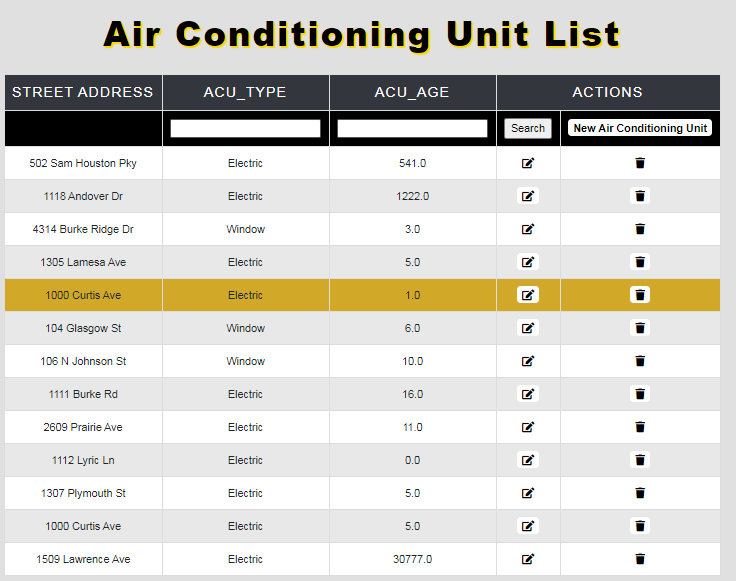 Air Conditioning Unit List
STREET ADDRESS ACU_TYPE ACU_AGE ACTIONS
Search New Air Conditioning Unit
502 Sam Houston Pky Electric 541.0
1118 Andover Dr Electric 1222.0
4314 Burke Ridge Dr Window 3.0
1305 Lamesa Ave Electric 5.0
1000 Curtis Ave Electric 1.0
104 Glasgow St Window 6.0
106 N Johnson St Window 10.0
1111 Burke Rd Electric 16.0
2609 Prairie Ave Electric 11.0
1112 Lyric Ln Electric 0.0
1307 Plymouth St Electric 5.0
1000 Curtis Ave Electric 5.0
1509 Lawrence Ave Electric 30777.0